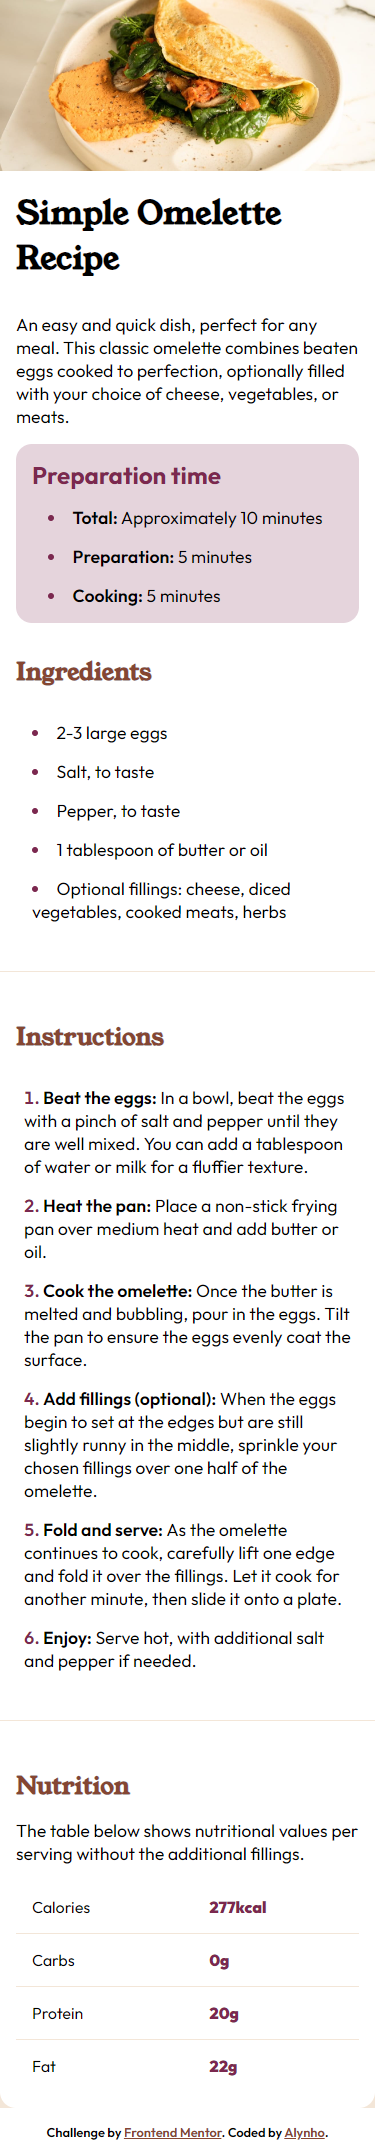 Simple Omelette
Recipe
An easy and quick dish, perfect for any
meal. This classic omelette combines beaten
eggs cooked to perfection, optionally filled
with your choice of cheese, vegetables, or
meats.
Preparation time
• Total: Approximately 10 minutes
• Preparation: 5 minutes
• Cooking: 5 minutes
Ingredients
• 2-3 large eggs
• Salt, to taste
• Pepper, to taste
• 1 tablespoon of butter or oil
• Optional fillings: cheese, diced
vegetables, cooked meats, herbs
Instructions
1. Beat the eggs: In a bowl, beat the eggs
with a pinch of salt and pepper until they
are well mixed. You can add a tablespoon
of water or milk for a fluffier texture.
2. Heat the pan: Place a non-stick frying
pan over medium heat and add butter or
oil.
3. Cook the omelette: Once the butter is
melted and bubbling, pour in the eggs. Tilt
the pan to ensure the eggs evenly coat the
surface.
4. Add fillings (optional): When the eggs
begin to set at the edges but are still
slightly runny in the middle, sprinkle your
chosen fillings over one half of the
omelette.
5. Fold and serve: As the omelette
continues to cook, carefully lift one edge
and fold it over the fillings. Let it cook for
another minute, then slide it onto a plate.
6. Enjoy: Serve hot, with additional salt
and pepper if needed.
Nutrition
The table below shows nutritional values per
serving without the additional fillings.
Calories 277kcal
Carbs 0g
Protein 20g
Fat 22g
Challenge by Frontend Mentor. Coded by Alynho.